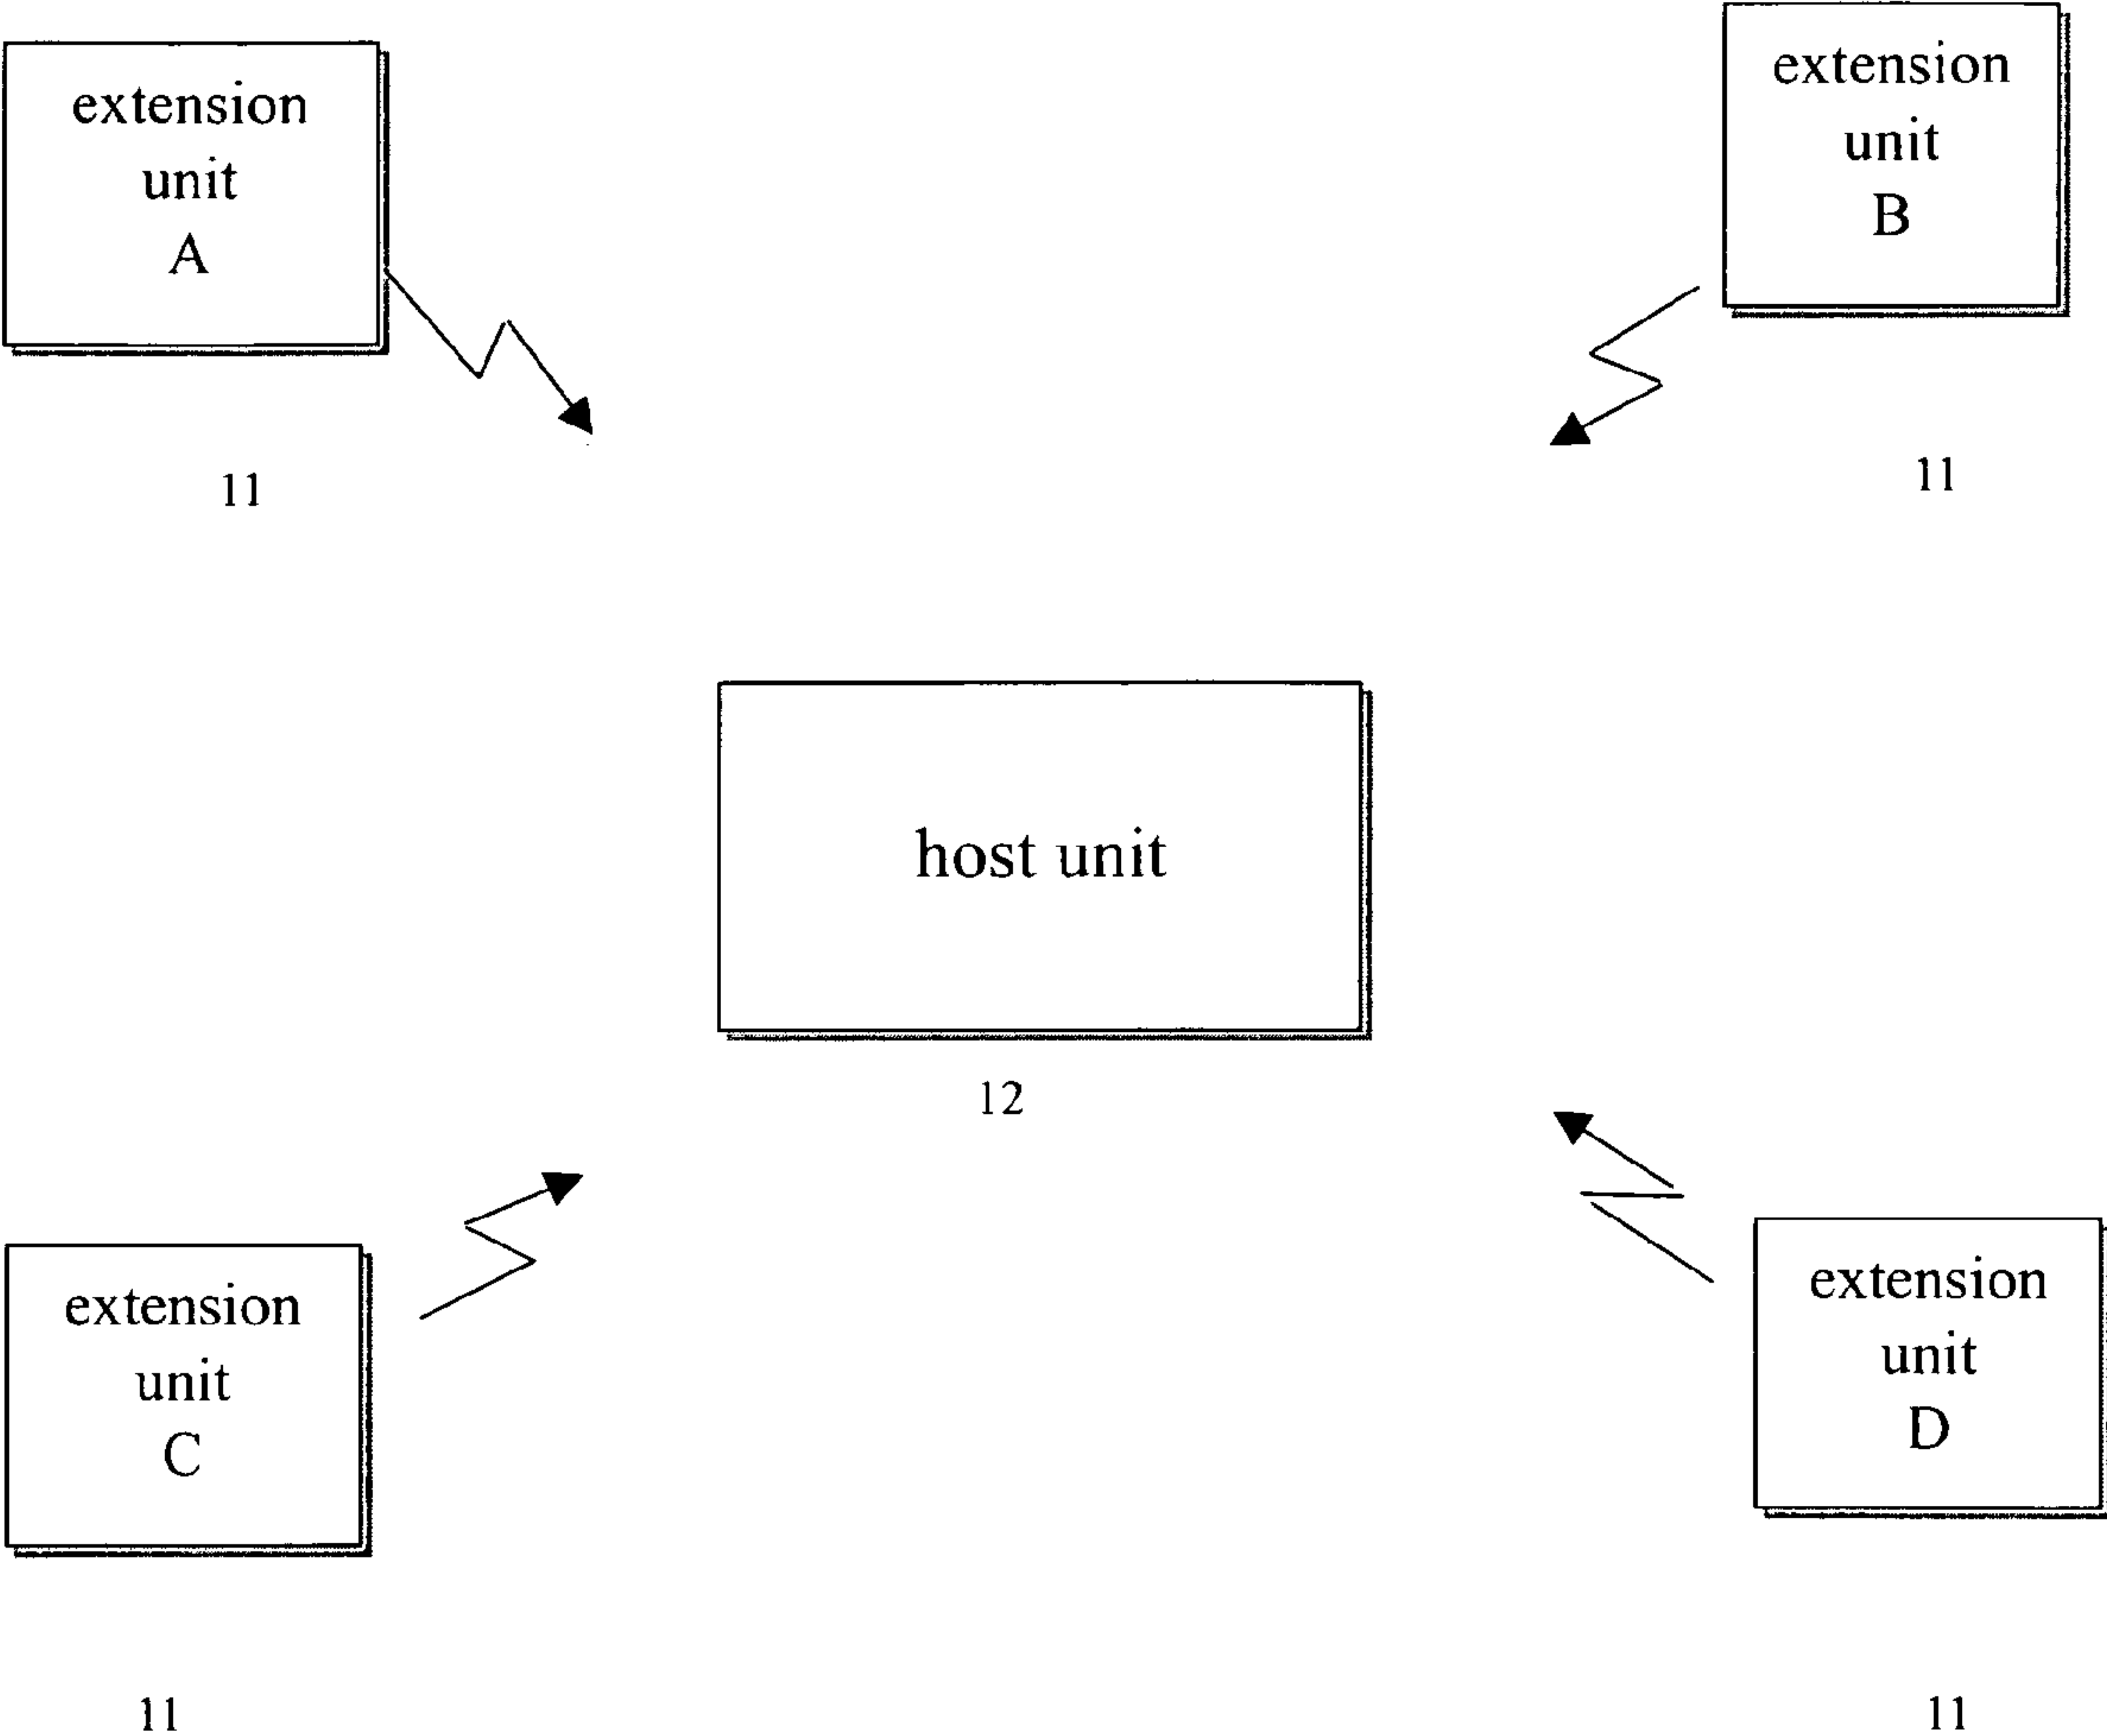 extension
unit
A
extension
unit
B
11
11
host unit
12
extension
unit
C
extension
unit
D
11
11